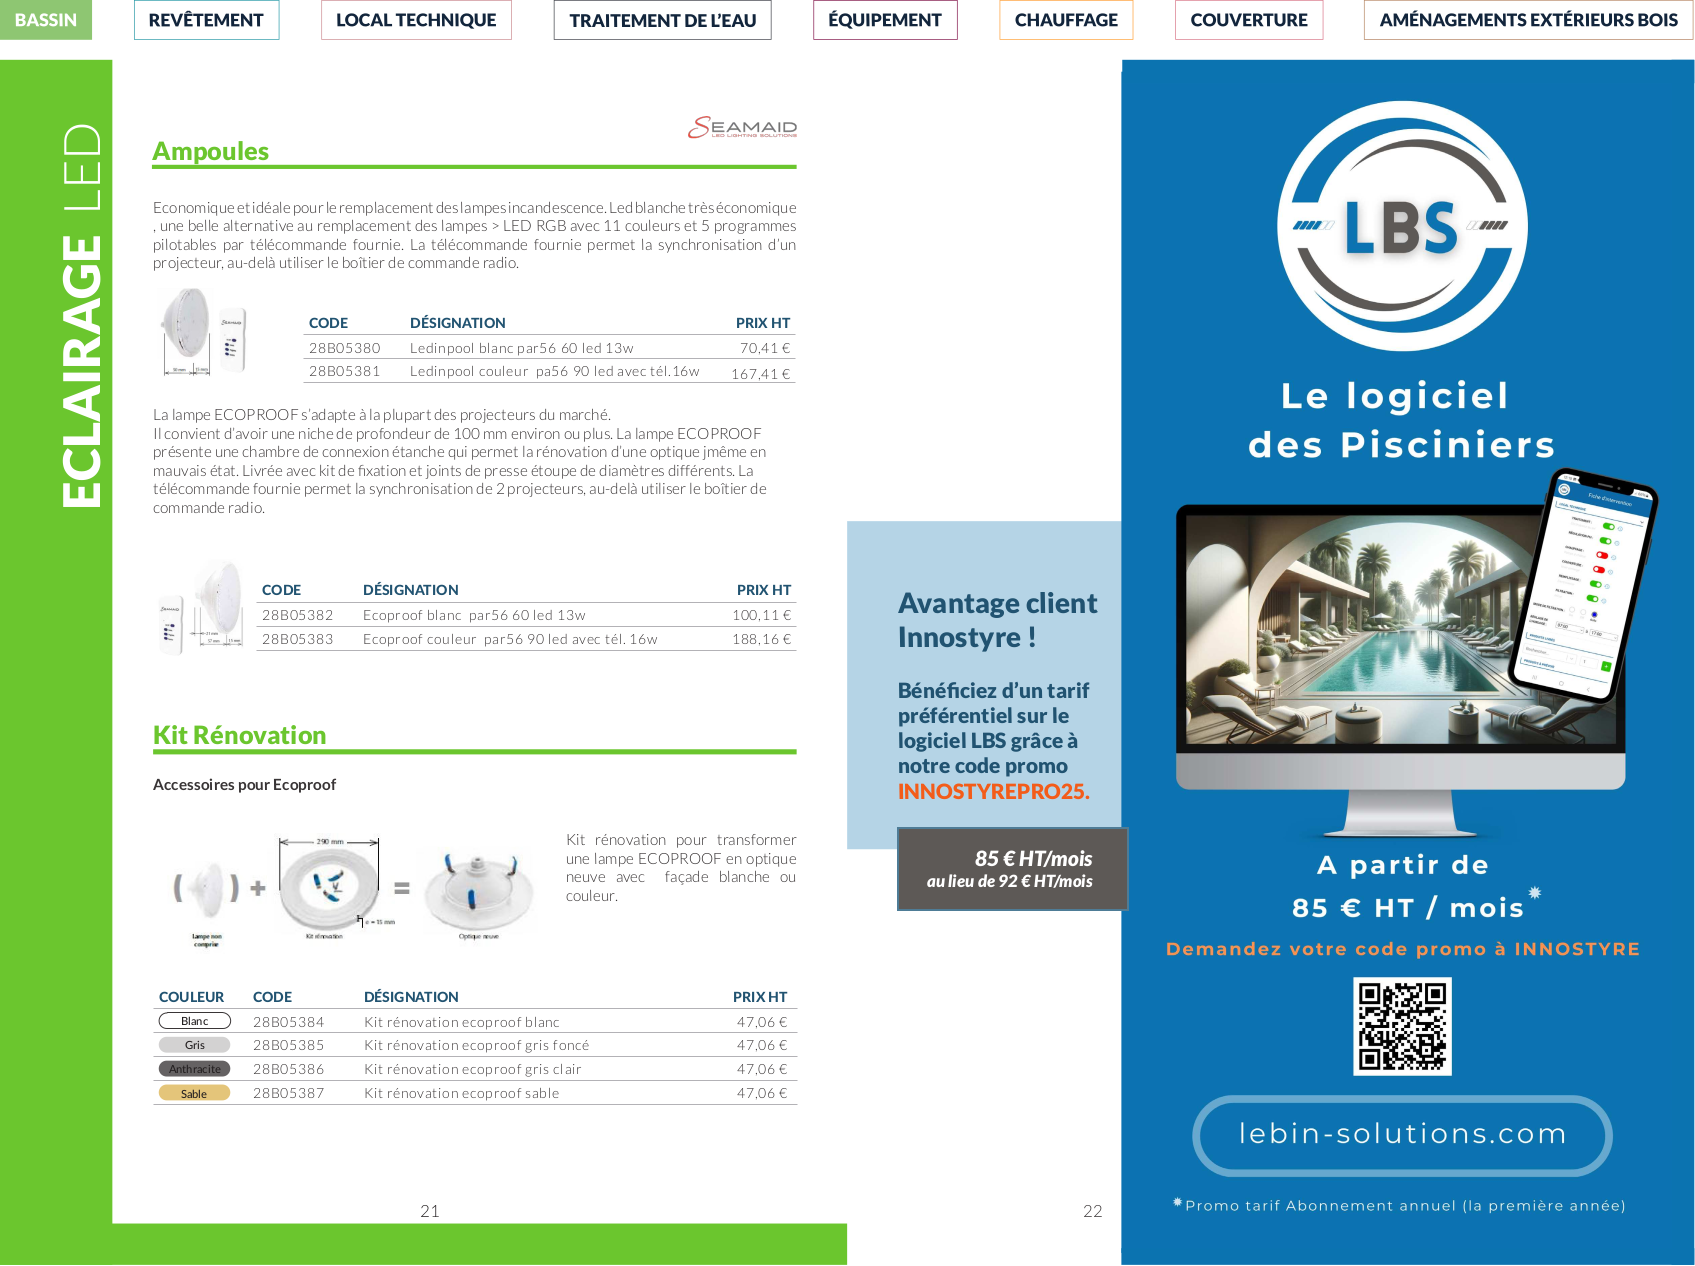 BASSIN
REVÊTEMENT
LOCAL TECHNIQUE
TRAITEMENT DE L'EAU
ÉQUIPEMENT
CHAUFFAGE
COUVERTURE
AMÉNAGEMENTS EXTÉRIEURS BOIS
ECLAIRAGE LED
SEAMAID
LED LIGHTING SOLUTIONS
Ampoules
Economique et idéale pour le remplacement des lampes incandescence. Led blanche très économique
, une belle alternative au remplacement des lampes > LED RGB avec 11 couleurs et 5 programmes
pilotables par télécommande fournie. La télécommande fournie permet la synchronisation d'un
projecteur, au-delà utiliser le boîtier de commande radio.
SEAMAID
CODE DÉSIGNATION PRIX HT
28B05380 Ledinpool blanc par56 60 led 13w 70,41 €
28B05381 Ledinpool couleur pa56 90 led avec tél.16w 167,41 €
La lampe ECOPROOF s'adapte à la plupart des projecteurs du marché.
Il convient d'avoir une niche de profondeur de 100 mm environ ou plus. La lampe ECOPROOF
présente une chambre de connexion étanche qui permet la rénovation d'une optique jmême en
mauvais état. Livrée avec kit de fixation et joints de presse étoupe de diamètres différents. La
télécommande fournie permet la synchronisation de 2 projecteurs, au-delà utiliser le boîtier de
commande radio.
SEAMAID
CODE DÉSIGNATION PRIX HT
28B05382 Ecoproof blanc par56 60 led 13w 100,11 €
28B05383 Ecoproof couleur par56 90 led avec tél. 16w 188,16 €
Kit Rénovation
Accessoires pour Ecoproof
290 mm
( ) + =
e = 15 mm
Lampe non
comprise
Kit rénovation
Optique neuve
Kit rénovation pour transformer
une lampe ECOPROOF en optique
neuve avec façade blanche ou
couleur.
COULEUR CODE DÉSIGNATION PRIX HT
Blanc 28B05384 Kit rénovation ecoproof blanc 47,06 €
Gris 28B05385 Kit rénovation ecoproof gris foncé 47,06 €
Anthracite 28B05386 Kit rénovation ecoproof gris clair 47,06 €
Sable 28B05387 Kit rénovation ecoproof sable 47,06 €
21
Avantage client
Innostyre !
Bénéficiez d'un tarif
préférentiel sur le
logiciel LBS grâce à
notre code promo
INNOSTYREPRO25.
85 € HT/mois
au lieu de 92 € HT/mois
22
LBS
Le logiciel
des Pisciniers
Fiche d'intervention
A partir de
85 € HT / mois*
Demandez votre code promo à INNOSTYRE
lebin-solutions.com
*Promo tarif Abonnement annuel (la première année)